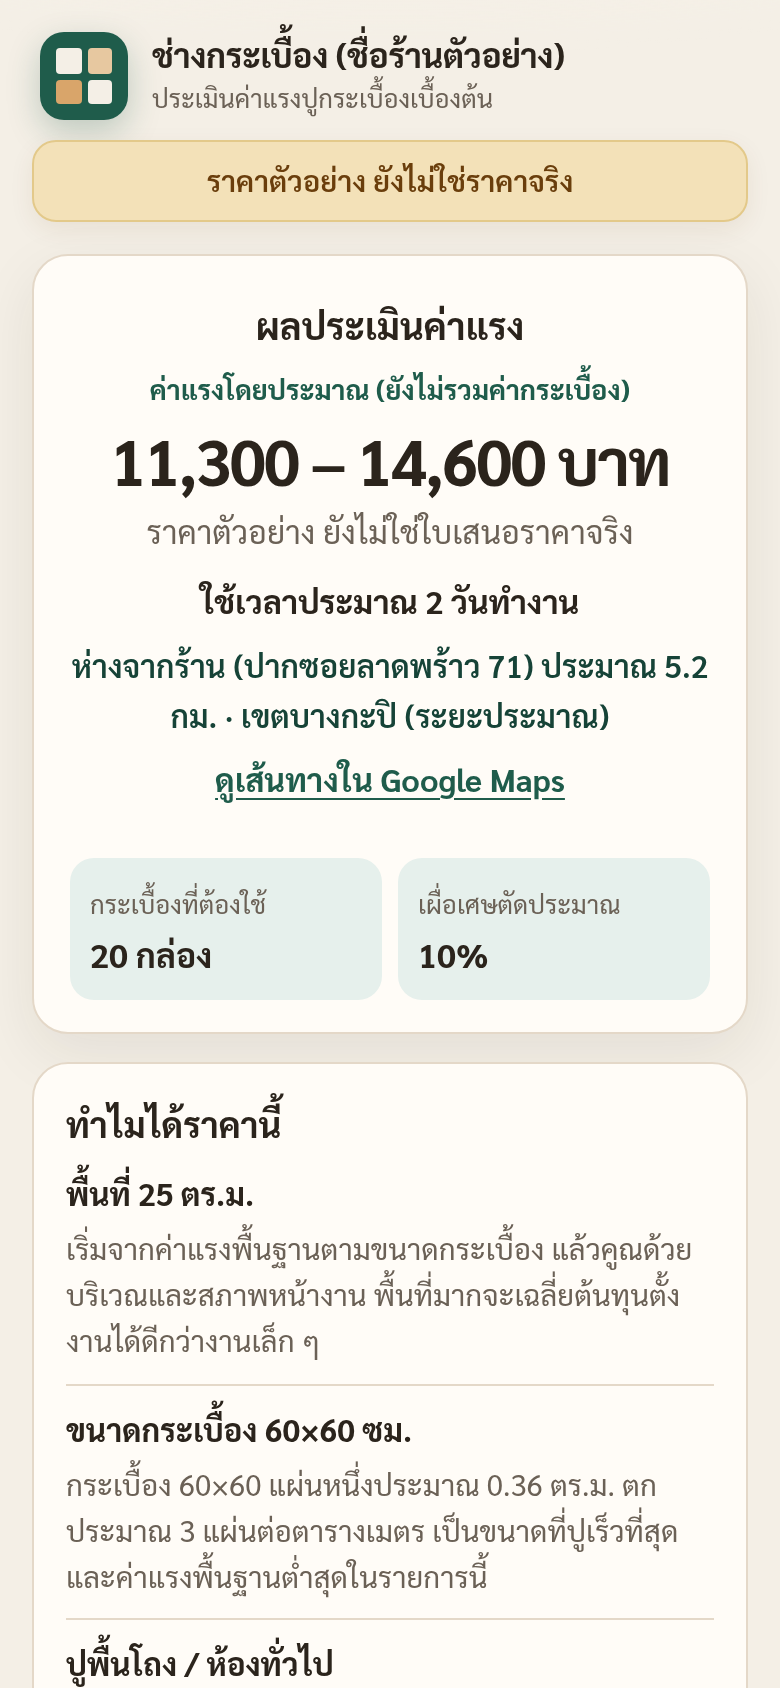 ช่างกระเบื้อง (ชื่อร้านตัวอย่าง)
ประเมินค่าแรงปูกระเบื้องเบื้องต้น
ราคาตัวอย่าง ยังไม่ใช่ราคาจริง
ผลประเมินค่าแรง
ค่าแรงโดยประมาณ (ยังไม่รวมค่ากระเบื้อง)
11,300 – 14,600 บาท
ราคาตัวอย่าง ยังไม่ใช่ใบเสนอราคาจริง
ใช้เวลาประมาณ 2 วันทำงาน
ห่างจากร้าน (ปากซอยลาดพร้าว 71) ประมาณ 5.2
กม. · เขตบางกะปิ (ระยะประมาณ)
ดูเส้นทางใน Google Maps
กระเบื้องที่ต้องใช้
20 กล่อง
เผื่อเศษตัดประมาณ
10%
ทำไมได้ราคานี้
พื้นที่ 25 ตร.ม.
เริ่มจากค่าแรงพื้นฐานตามขนาดกระเบื้อง แล้วคูณด้วย
บริเวณและสภาพหน้างาน พื้นที่มากจะเฉลี่ยต้นทุนตั้ง
งานได้ดีกว่างานเล็ก ๆ
ขนาดกระเบื้อง 60×60 ซม.
กระเบื้อง 60×60 แผ่นหนึ่งประมาณ 0.36 ตร.ม. ตก
ประมาณ 3 แผ่นต่อตารางเมตร เป็นขนาดที่ปูเร็วที่สุด
และค่าแรงพื้นฐานต่ำสุดในรายการนี้
ปูพื้นโถง / ห้องทั่วไป